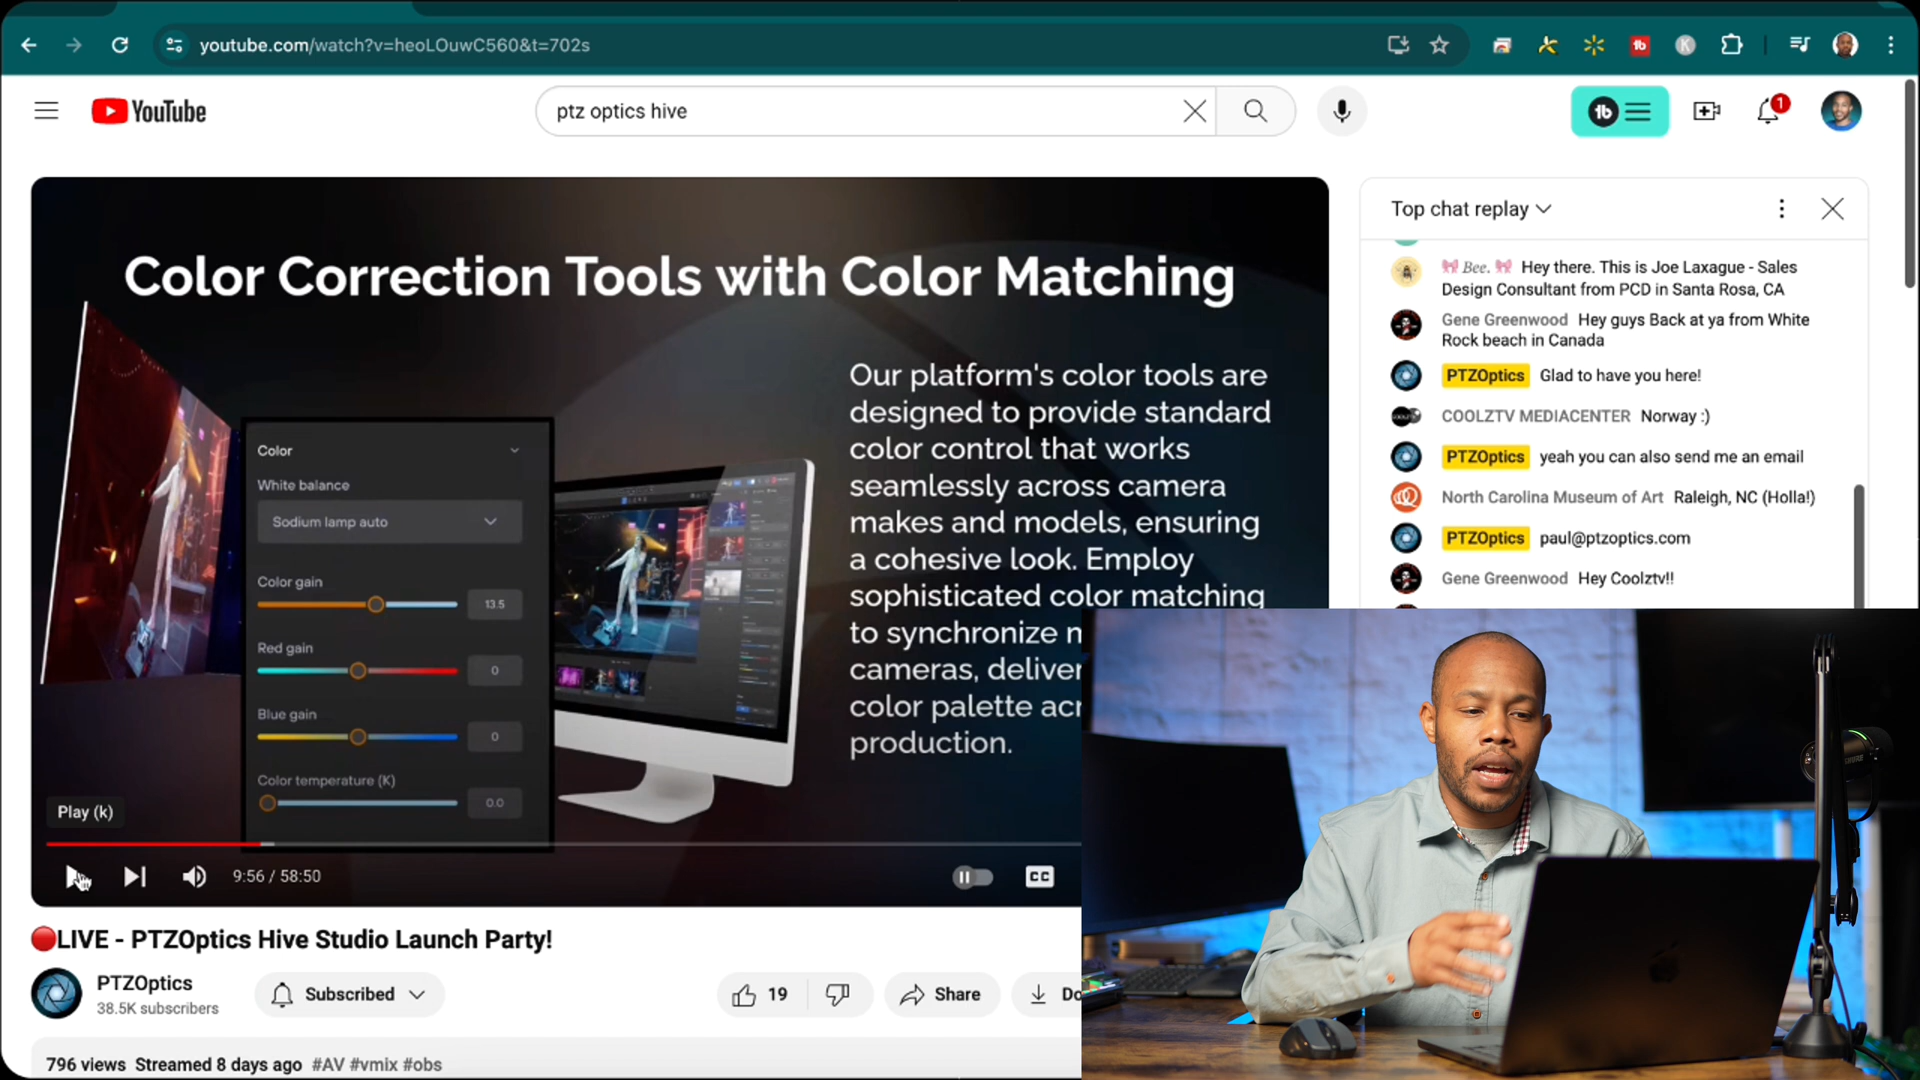 youtube.com/watch?v=heoLOuwC560&t=702s
YouTube
ptz optics hive
1
Color Correction Tools with Color Matching
Our platform's color tools are
designed to provide standard
color control that works
seamlessly across camera
makes and models, ensuring
a cohesive look. Employ
sophisticated color matching
to synchronize
cameras,
color palette
production.
Color
White balance
Sodium lamp auto
Color gain
13.5
Red gain
0
Blue gain
0
Color temperature (K)
0.0
Play (k)
9:56 / 58:50
CC
Top chat replay
Bee. Hey there. This is Joe Laxague - Sales
Design Consultant from PCD in Santa Rosa, CA
Gene Greenwood Hey guys Back at ya from White
Rock beach in Canada
PTZOptics Glad to have you here!
COOLZTV MEDIACENTER Norway :)
PTZOptics yeah you can also send me an email
North Carolina Museum of Art Raleigh, NC (Holla!)
PTZOptics paul@ptzoptics.com
Gene Greenwood Hey Coolztv!!
LIVE - PTZOptics Hive Studio Launch Party!
PTZOptics
38.5K subscribers
Subscribed
19
Share
796 views Streamed 8 days ago #AV #vmix #obs